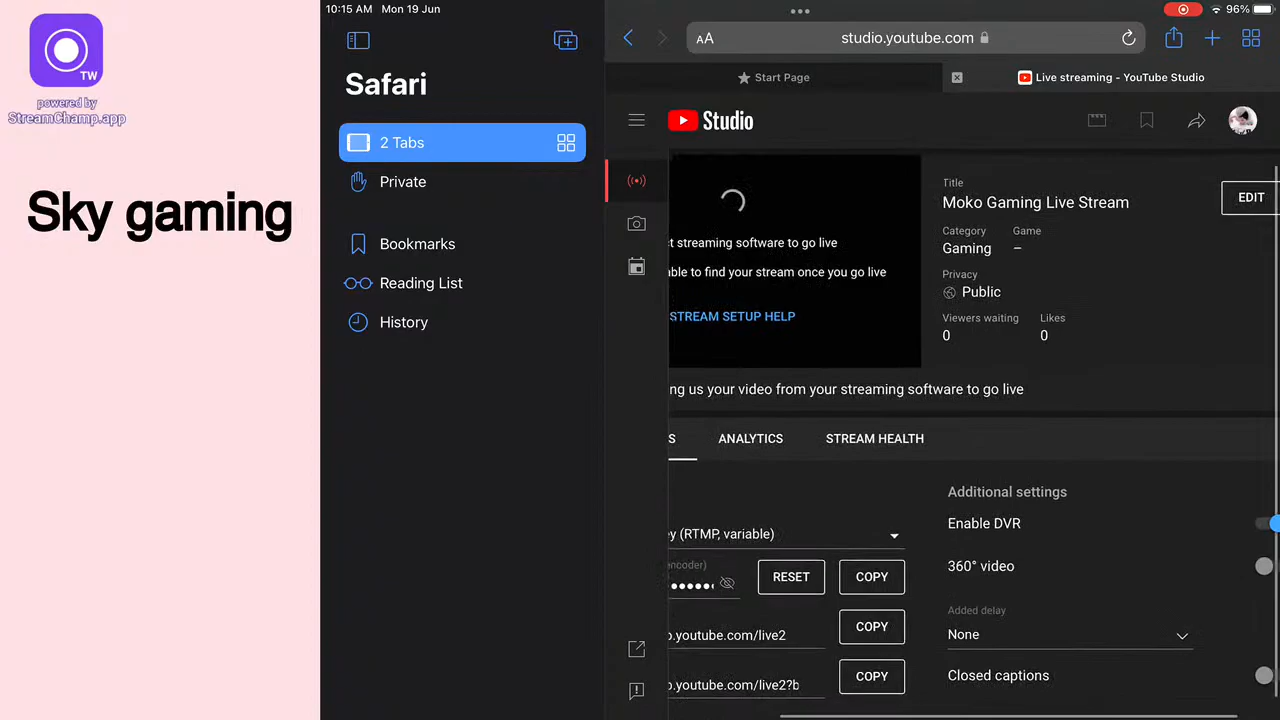 TW
powered by
StreamChamp.app
Sky gaming
10:15 AM Mon 19 Jun
Safari
2 Tabs
Private
Bookmarks
Reading List
History
96%
AA
studio.youtube.com
Start Page
Live streaming - YouTube Studio
Studio
t streaming software to go live
ble to find your stream once you go live
STREAM SETUP HELP
Title
Moko Gaming Live Stream
EDIT
Category
Game
Gaming
–
Privacy
Public
Viewers waiting
Likes
0
0
ng us your video from your streaming software to go live
S
ANALYTICS
STREAM HEALTH
Additional settings
y (RTMP, variable)
Enable DVR
encoder)
RESET
COPY
360° video
Added delay
o.youtube.com/live2
COPY
None
o.youtube.com/live2?b
COPY
Closed captions